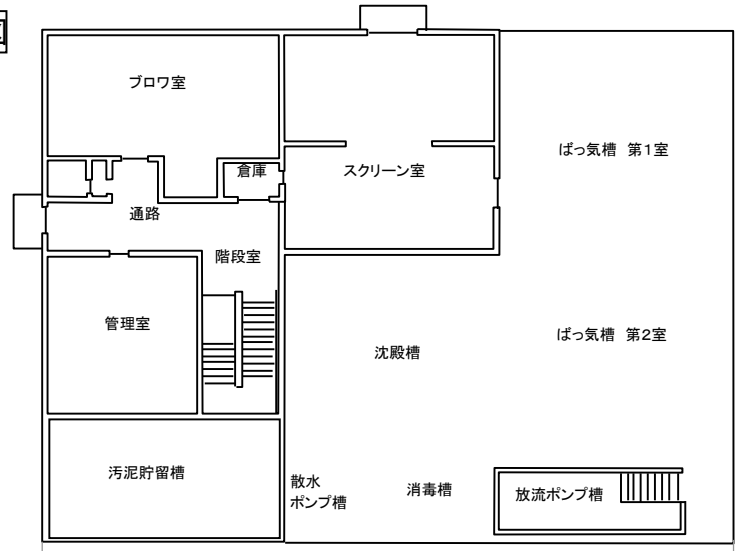 ブロワ室
ばっ気槽 第1室
倉庫
スクリーン室
通路
階段室
管理室
ばっ気槽 第2室
沈殿槽
汚泥貯留槽
散水
ポンプ槽
消毒槽
放流ポンプ槽